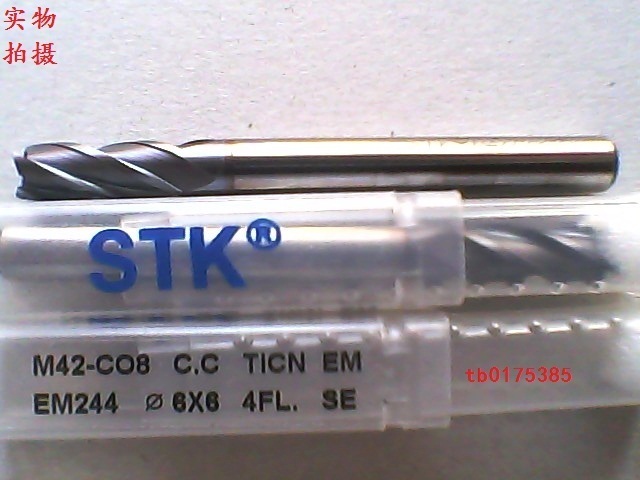 实物
拍摄
STK®
M42-CO8 C.C TICN EM
EM244 ⌀ 6X6 4FL. SE
tb0175385